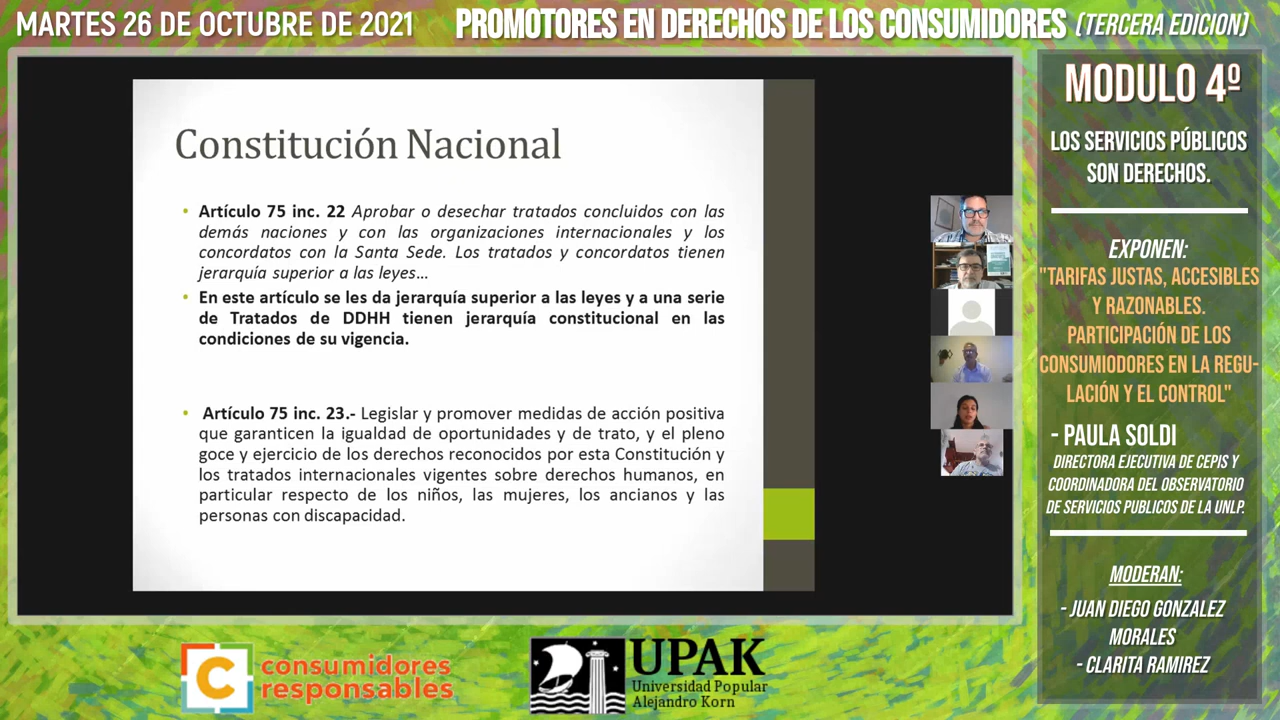 MARTES 26 DE OCTUBRE DE 2021
PROMOTORES EN DERECHOS DE LOS CONSUMIDORES (TERCERA EDICION)
Constitución Nacional
• Artículo 75 inc. 22 Aprobar o desechar tratados concluidos con las
demás naciones y con las organizaciones internacionales y los
concordatos con la Santa Sede. Los tratados y concordatos tienen
jerarquía superior a las leyes…
• En este artículo se les da jerarquía superior a las leyes y a una serie
de Tratados de DDHH tienen jerarquía constitucional en las
condiciones de su vigencia.
• Artículo 75 inc. 23.- Legislar y promover medidas de acción positiva
que garanticen la igualdad de oportunidades y de trato, y el pleno
goce y ejercicio de los derechos reconocidos por esta Constitución y
los tratados internacionales vigentes sobre derechos humanos, en
particular respecto de los niños, las mujeres, los ancianos y las
personas con discapacidad.
MODULO 4º
LOS SERVICIOS PÚBLICOS
SON DERECHOS.
EXPONEN:
"TARIFAS JUSTAS, ACCESIBLES
Y RAZONABLES.
PARTICIPACIÓN DE LOS
CONSUMIODORES EN LA REGU-
LACIÓN Y EL CONTROL"
- PAULA SOLDI
DIRECTORA EJECUTIVA DE CEPIS Y
COORDINADORA DEL OBSERVATORIO
DE SERVICIOS PUBLICOS DE LA UNLP.
MODERAN:
- JUAN DIEGO GONZALEZ
MORALES
- CLARITA RAMIREZ
C consumidores
responsables
UPAK
Universidad Popular
Alejandro Korn